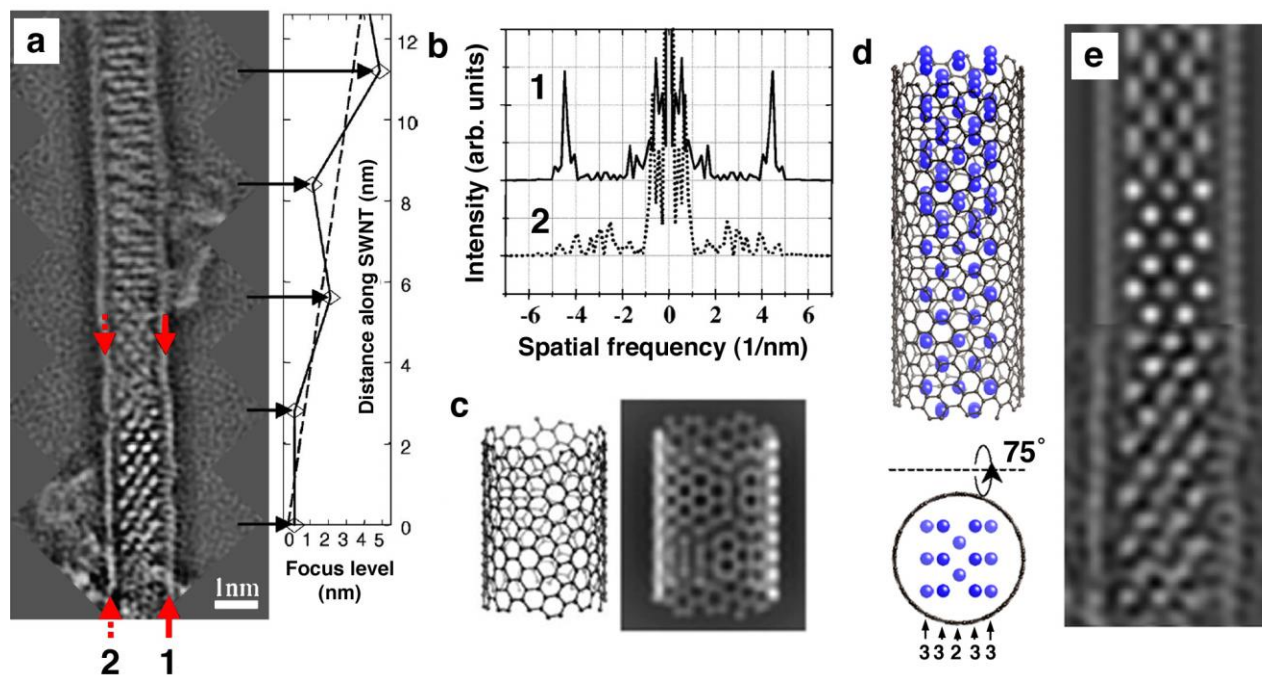 a
1nm
2
1
12
10
8
6
4
2
0
Distance along SWNT (nm)
0 1 2 3 4 5
Focus level
(nm)
b
1
2
Intensity (arb. units)
-6 -4 -2 0 2 4 6
Spatial frequency (1/nm)
c
d
75°
3 3 2 3 3
e